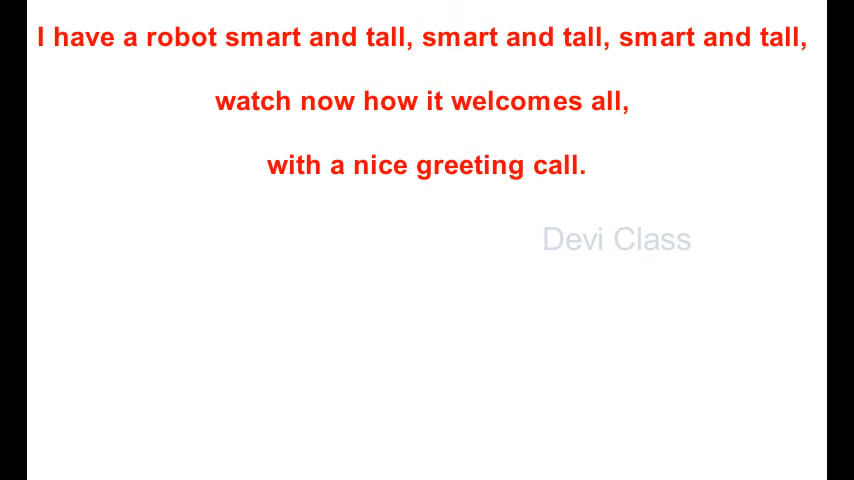 I have a robot smart and tall, smart and tall, smart and tall,
watch now how it welcomes all,
with a nice greeting call.
Devi Class